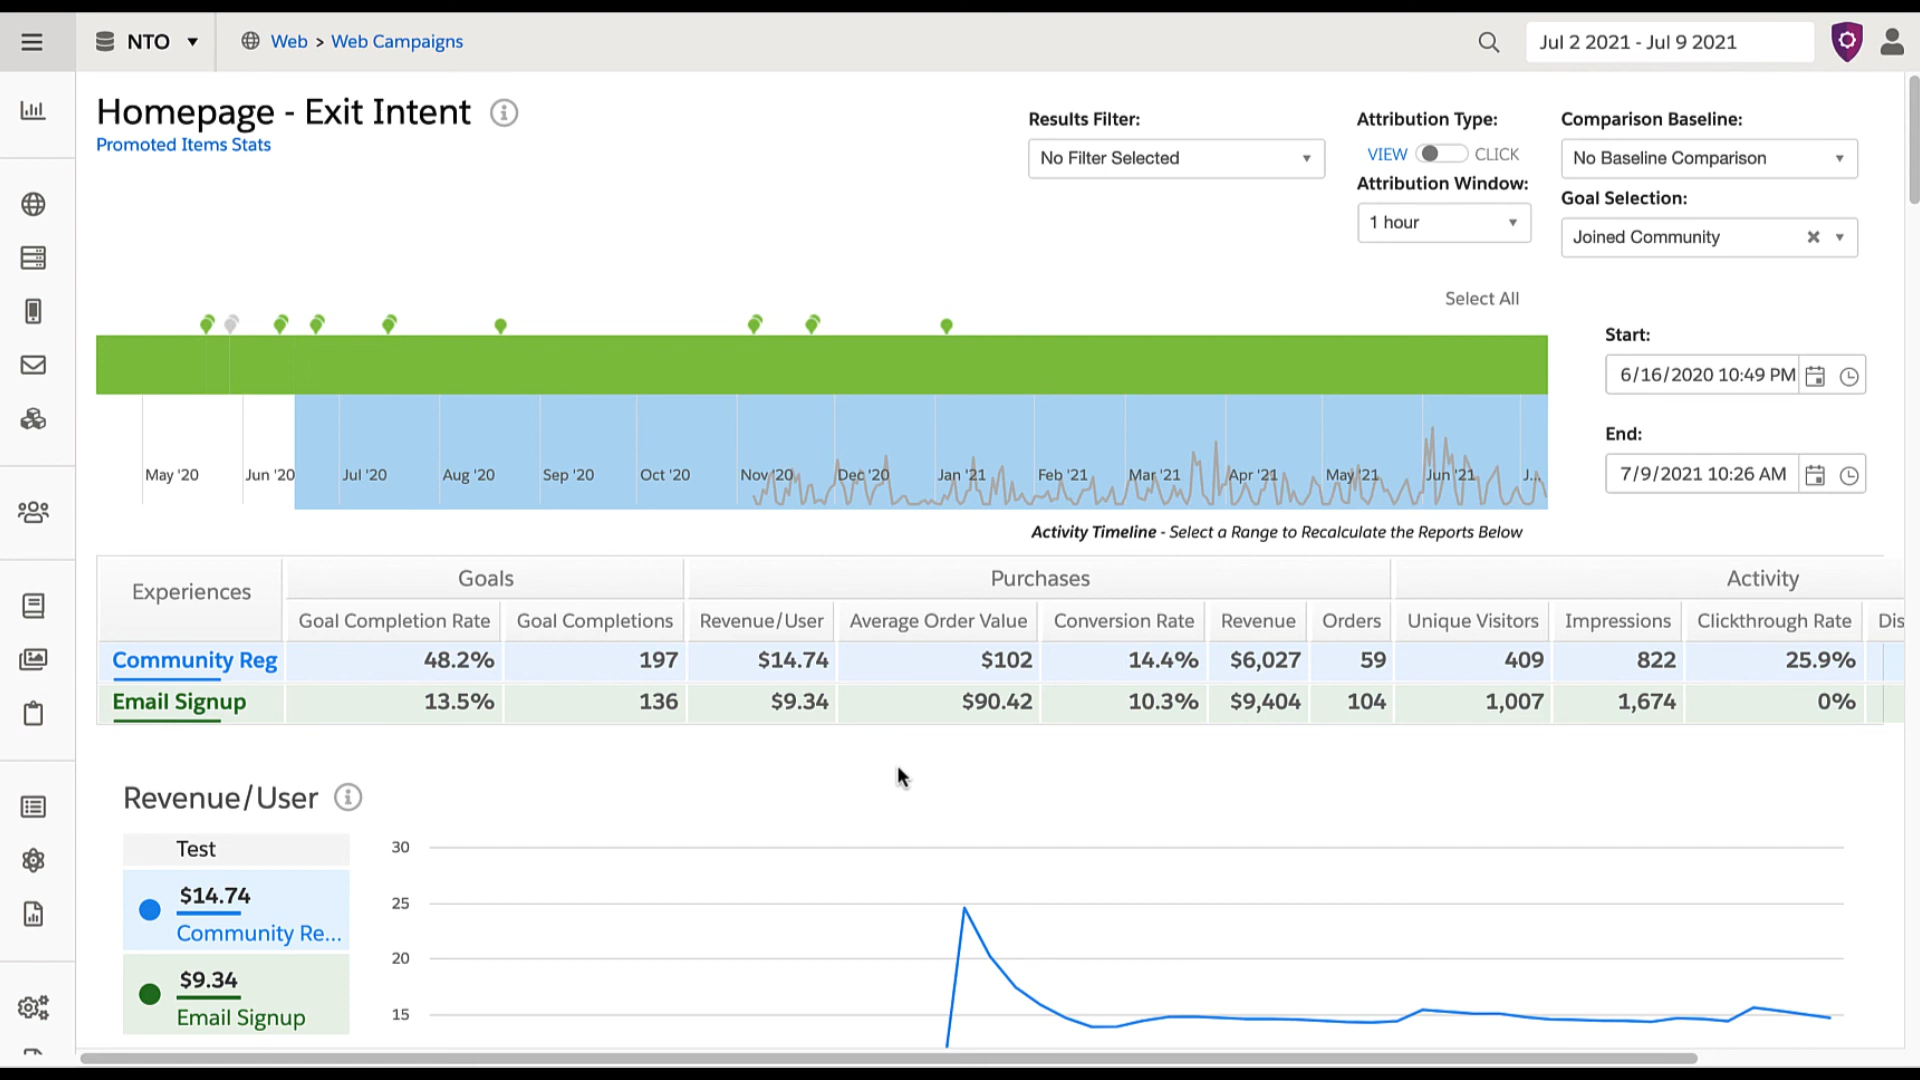 NTO
Web > Web Campaigns
Jul 2 2021 - Jul 9 2021
Homepage - Exit Intent
Promoted Items Stats
Results Filter:
No Filter Selected
Attribution Type:
VIEW CLICK
Attribution Window:
1 hour
Comparison Baseline:
No Baseline Comparison
Goal Selection:
Joined Community
Select All
Start:
6/16/2020 10:49 PM
End:
7/9/2021 10:26 AM
May '20 Jun '20 Jul '20 Aug '20 Sep '20 Oct '20 Nov '20 Dec '20 Jan '21 Feb '21 Mar '21 Apr '21 May '21 Jun '21 J...
Activity Timeline - Select a Range to Recalculate the Reports Below
Experiences Goals Purchases Activity
Goal Completion Rate Goal Completions Revenue/User Average Order Value Conversion Rate Revenue Orders Unique Visitors Impressions Clickthrough Rate Dis
Community Reg 48.2% 197 $14.74 $102 14.4% $6,027 59 409 822 25.9%
Email Signup 13.5% 136 $9.34 $90.42 10.3% $9,404 104 1,007 1,674 0%
Revenue/User
Test
$14.74
Community Re...
$9.34
Email Signup
30
25
20
15